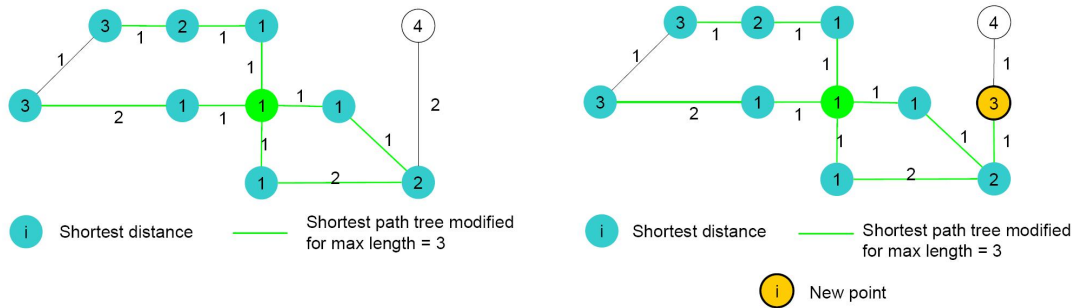 3 1 2 1 1 4
1 1 2
3 2 1 1 1 1 1
1 1
1 2 2
i Shortest distance
Shortest path tree modified
for max length = 3
3 1 2 1 1 4
1 1 1
3 2 1 1 1 1 1 3
1 1 1
1 2 2
i Shortest distance
Shortest path tree modified
for max length = 3
i New point